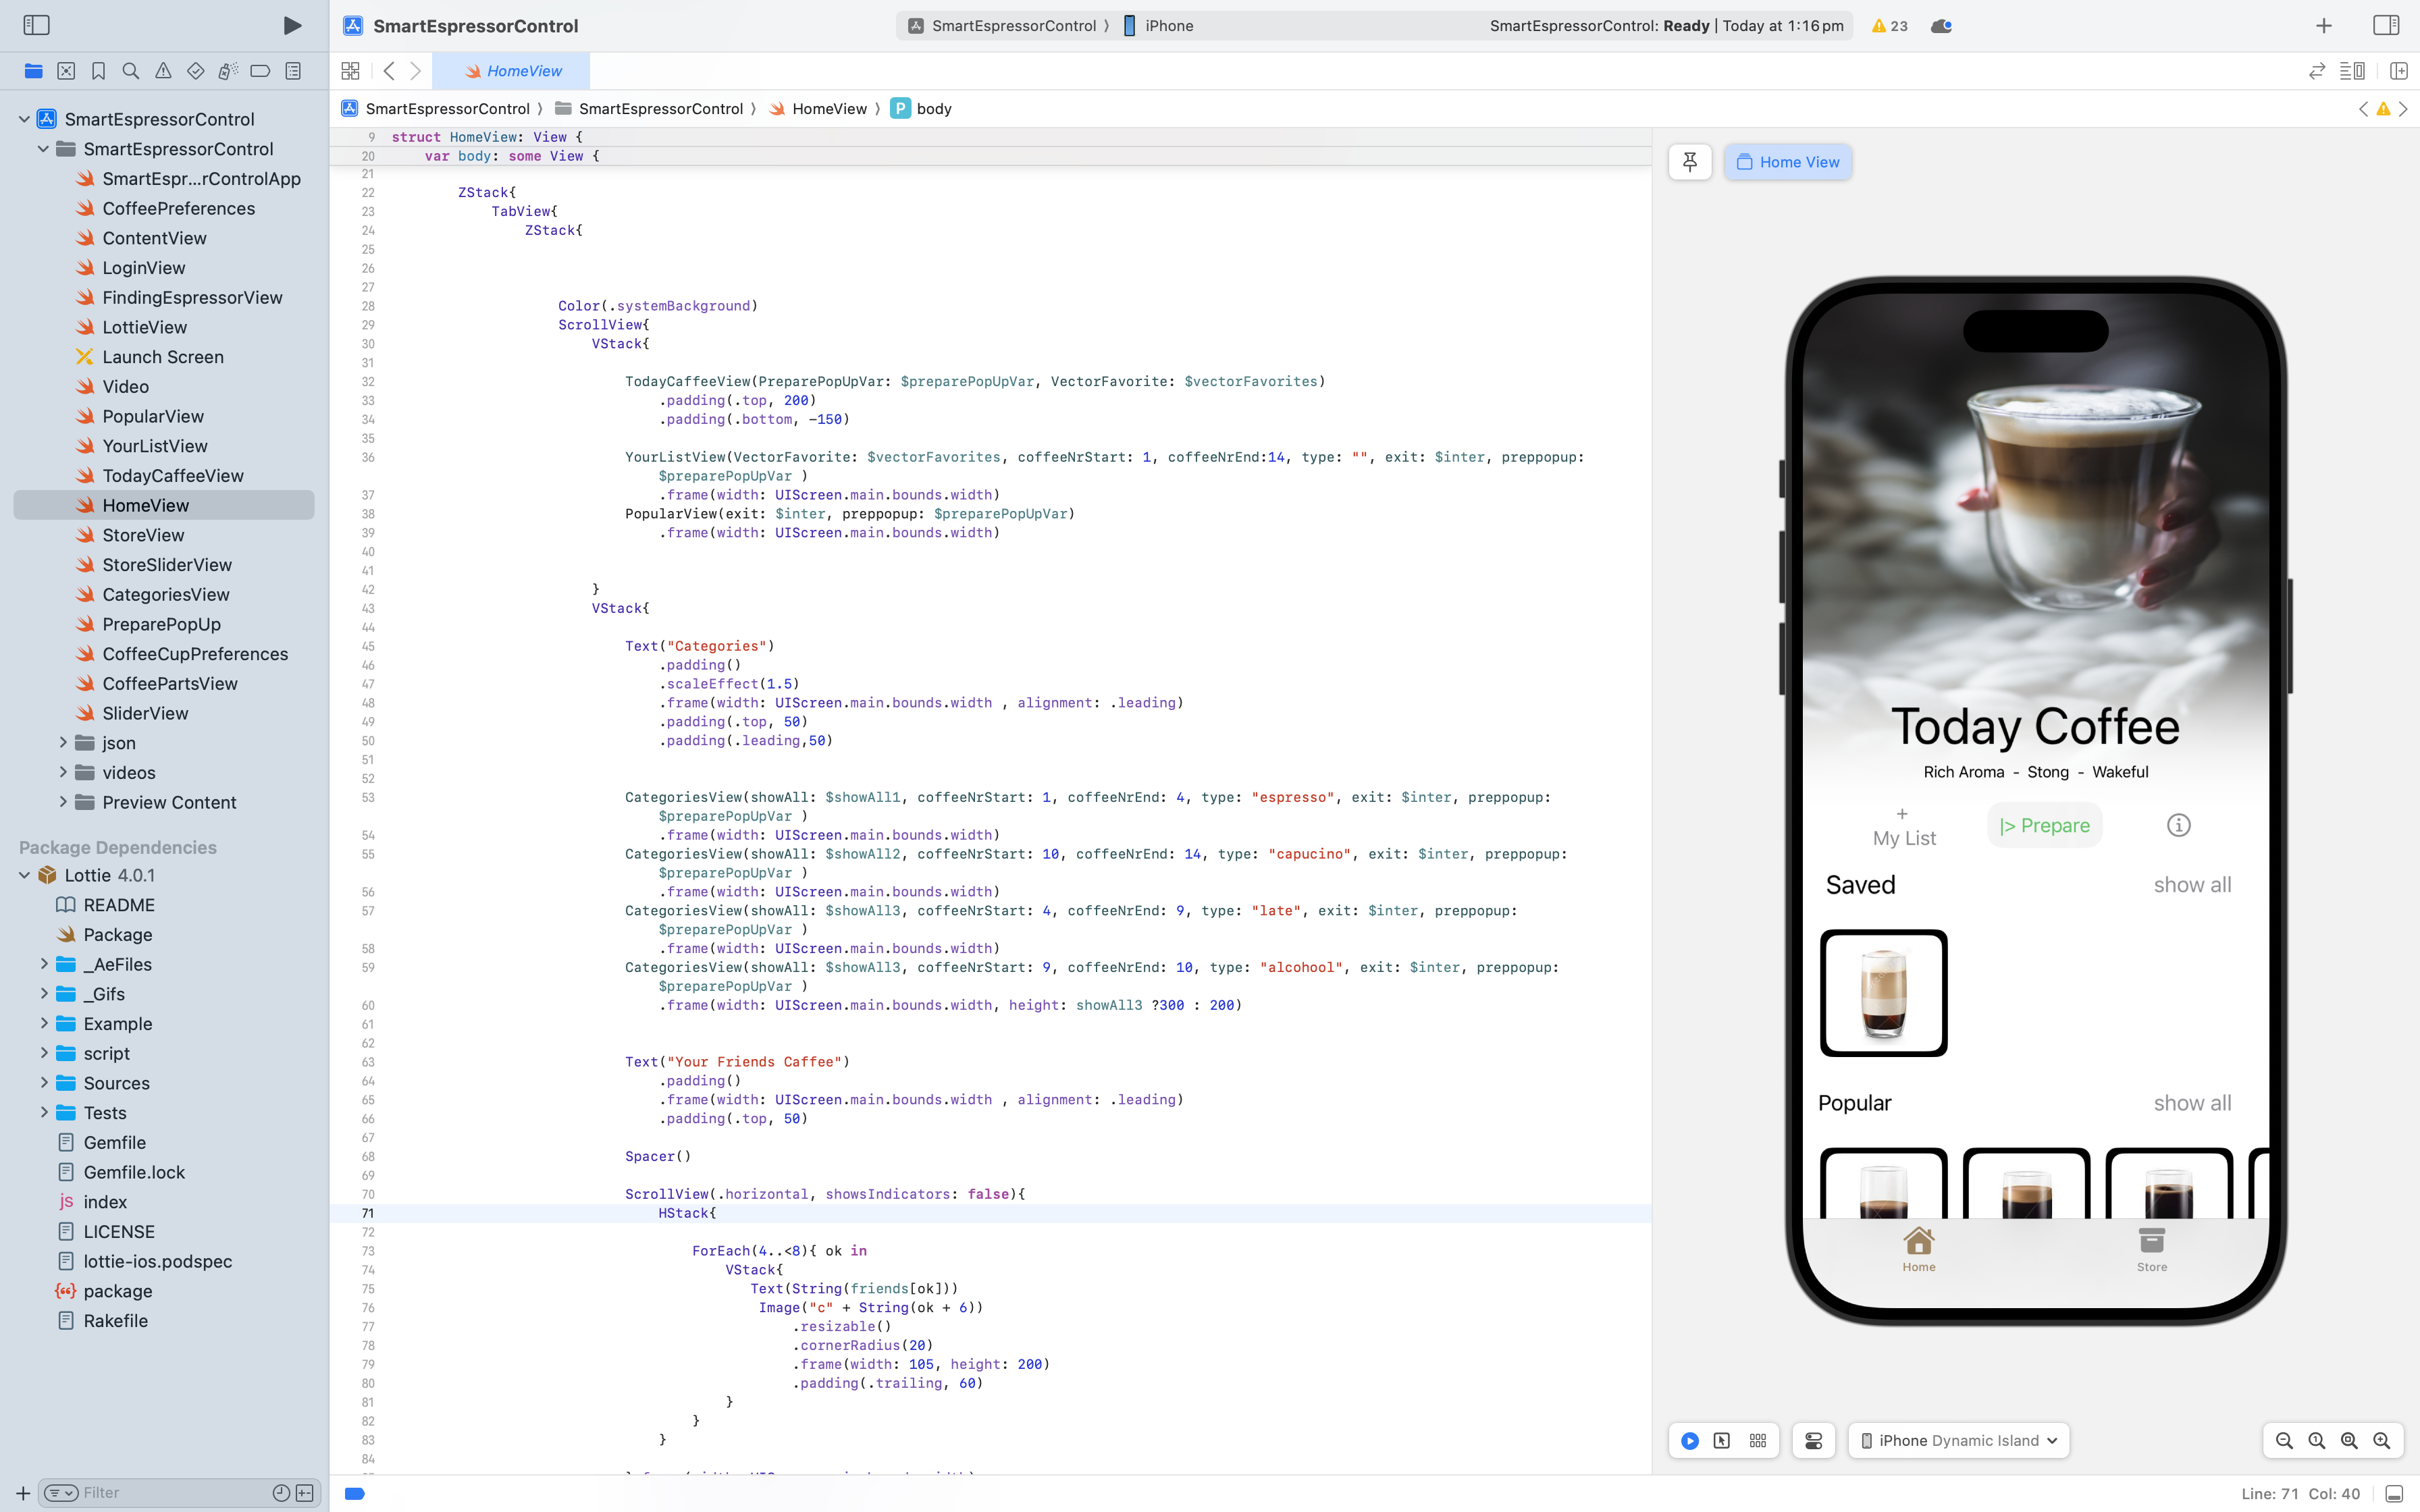 SmartEspressorControl
SmartEspressorControl 〉 iPhone
SmartEspressorControl: Ready | Today at 1:16 pm
23
HomeView
SmartEspressorControl 〉 SmartEspressorControl 〉 HomeView 〉 P body
SmartEspressorControl
SmartEspressorControl
SmartEspr...rControlApp
CoffeePreferences
ContentView
LoginView
FindingEspressorView
LottieView
Launch Screen
Video
PopularView
YourListView
TodayCaffeeView
HomeView
StoreView
StoreSliderView
CategoriesView
PreparePopUp
CoffeeCupPreferences
CoffeePartsView
SliderView
json
videos
Preview Content
Package Dependencies
Lottie 4.0.1
README
Package
_AeFiles
_Gifs
Example
script
Sources
Tests
Gemfile
Gemfile.lock
js index
LICENSE
lottie-ios.podspec
package
Rakefile
Filter
9 struct HomeView: View {
20 var body: some View {
21
22 ZStack{
23 TabView{
24 ZStack{
25
26
27
28 Color(.systemBackground)
29 ScrollView{
30 VStack{
31
32 TodayCaffeeView(PreparePopUpVar: $preparePopUpVar, VectorFavorite: $vectorFavorites)
33 .padding(.top, 200)
34 .padding(.bottom, -150)
35
36 YourListView(VectorFavorite: $vectorFavorites, coffeeNrStart: 1, coffeeNrEnd:14, type: "", exit: $inter, preppopup:
$preparePopUpVar )
37 .frame(width: UIScreen.main.bounds.width)
38 PopularView(exit: $inter, preppopup: $preparePopUpVar)
39 .frame(width: UIScreen.main.bounds.width)
40
41
42 }
43 VStack{
44
45 Text("Categories")
46 .padding()
47 .scaleEffect(1.5)
48 .frame(width: UIScreen.main.bounds.width , alignment: .leading)
49 .padding(.top, 50)
50 .padding(.leading,50)
51
52
53 CategoriesView(showAll: $showAll1, coffeeNrStart: 1, coffeeNrEnd: 4, type: "espresso", exit: $inter, preppopup:
$preparePopUpVar )
54 .frame(width: UIScreen.main.bounds.width)
55 CategoriesView(showAll: $showAll2, coffeeNrStart: 10, coffeeNrEnd: 14, type: "capucino", exit: $inter, preppopup:
$preparePopUpVar )
56 .frame(width: UIScreen.main.bounds.width)
57 CategoriesView(showAll: $showAll3, coffeeNrStart: 4, coffeeNrEnd: 9, type: "late", exit: $inter, preppopup:
$preparePopUpVar )
58 .frame(width: UIScreen.main.bounds.width)
59 CategoriesView(showAll: $showAll3, coffeeNrStart: 9, coffeeNrEnd: 10, type: "alcohool", exit: $inter, preppopup:
$preparePopUpVar )
60 .frame(width: UIScreen.main.bounds.width, height: showAll3 ?300 : 200)
61
62
63 Text("Your Friends Caffee")
64 .padding()
65 .frame(width: UIScreen.main.bounds.width , alignment: .leading)
66 .padding(.top, 50)
67
68 Spacer()
69
70 ScrollView(.horizontal, showsIndicators: false){
71 HStack{
72
73 ForEach(4..<8){ ok in
74 VStack{
75 Text(String(friends[ok]))
76 Image("c" + String(ok + 6))
77 .resizable()
78 .cornerRadius(20)
79 .frame(width: 105, height: 200)
80 .padding(.trailing, 60)
81 }
82 }
83 }
84
Home View
Today Coffee
Rich Aroma - Stong - Wakeful
+
My List
|> Prepare
Saved
show all
Popular
show all
Home
Store
iPhone Dynamic Island
Line: 71 Col: 40